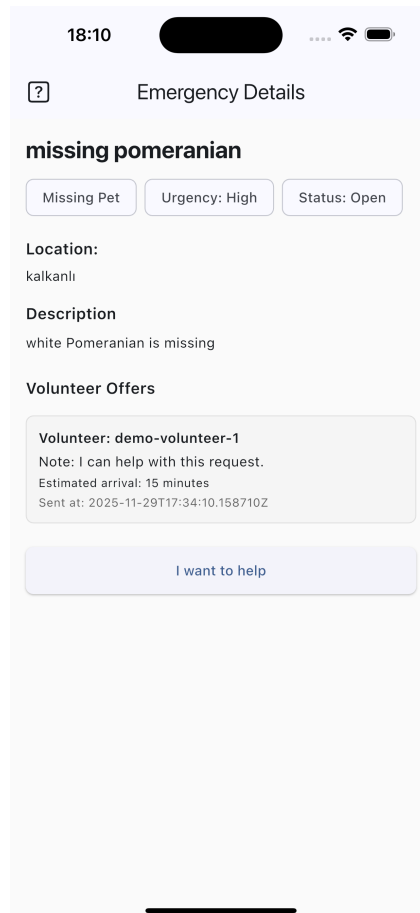 18:10
?
Emergency Details
missing pomeranian
Missing Pet
Urgency: High
Status: Open
Location:
kalkanlı
Description
white Pomeranian is missing
Volunteer Offers
Volunteer: demo-volunteer-1
Note: I can help with this request.
Estimated arrival: 15 minutes
Sent at: 2025-11-29T17:34:10.158710Z
I want to help